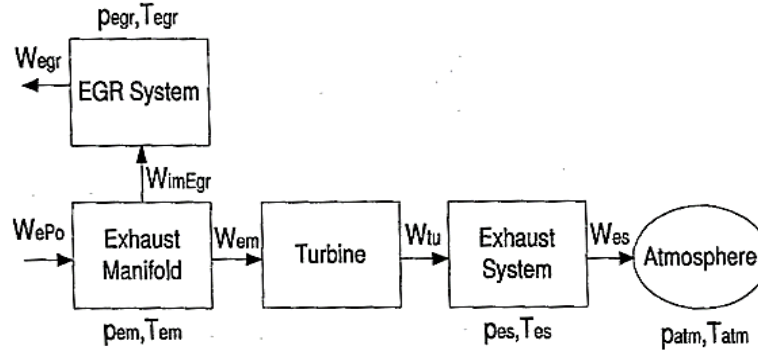 pegr,Tegr
Wegr
EGR System
WimEgr
WePo
Exhaust
Manifold
Wem
Turbine
Wtu
Exhaust
System
Wes
Atmosphere
pem,Tem
pes,Tes
patm,Tatm